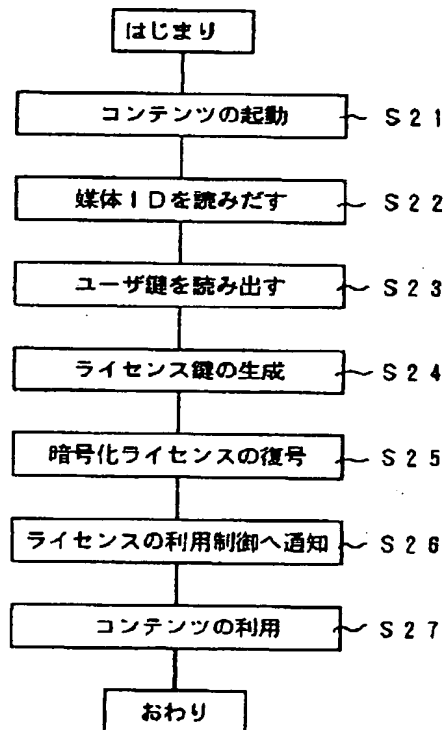 はじまり
コンテンツの起動 S21
媒体IDを読みだす S22
ユーザ鍵を読み出す S23
ライセンス鍵の生成 S24
暗号化ライセンスの復号 S25
ライセンスの利用制御へ通知 S26
コンテンツの利用 S27
おわり